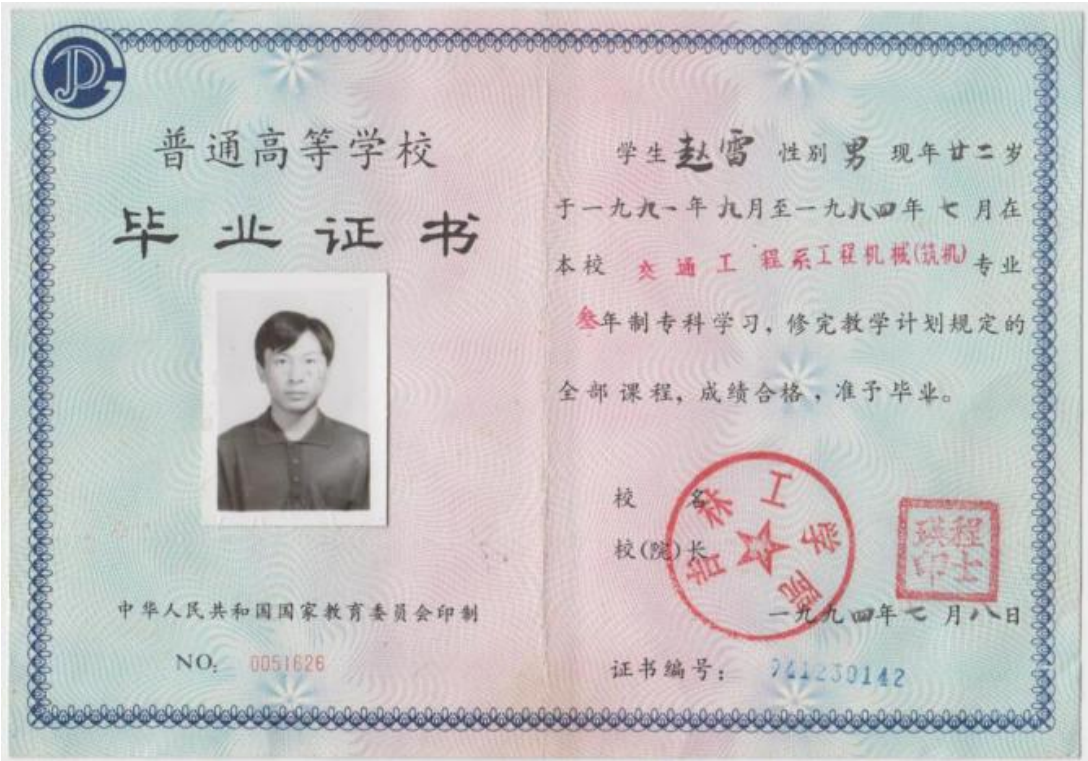 普通高等学校
毕业证书
中华人民共和国国家教育委员会印制
NO: 0051626
学生赵雷 性别 男 现年廿二岁
于一九九一年九月至一九九四年七月在
本校 交通工程系工程机械(筑机) 专业
叁年制专科学习，修完教学计划规定的
全部课程，成绩合格，准予毕业。
校 名
校(院)长
吉林工学院
程士瑛印
一九九四年七月八日
证书编号： 941230142